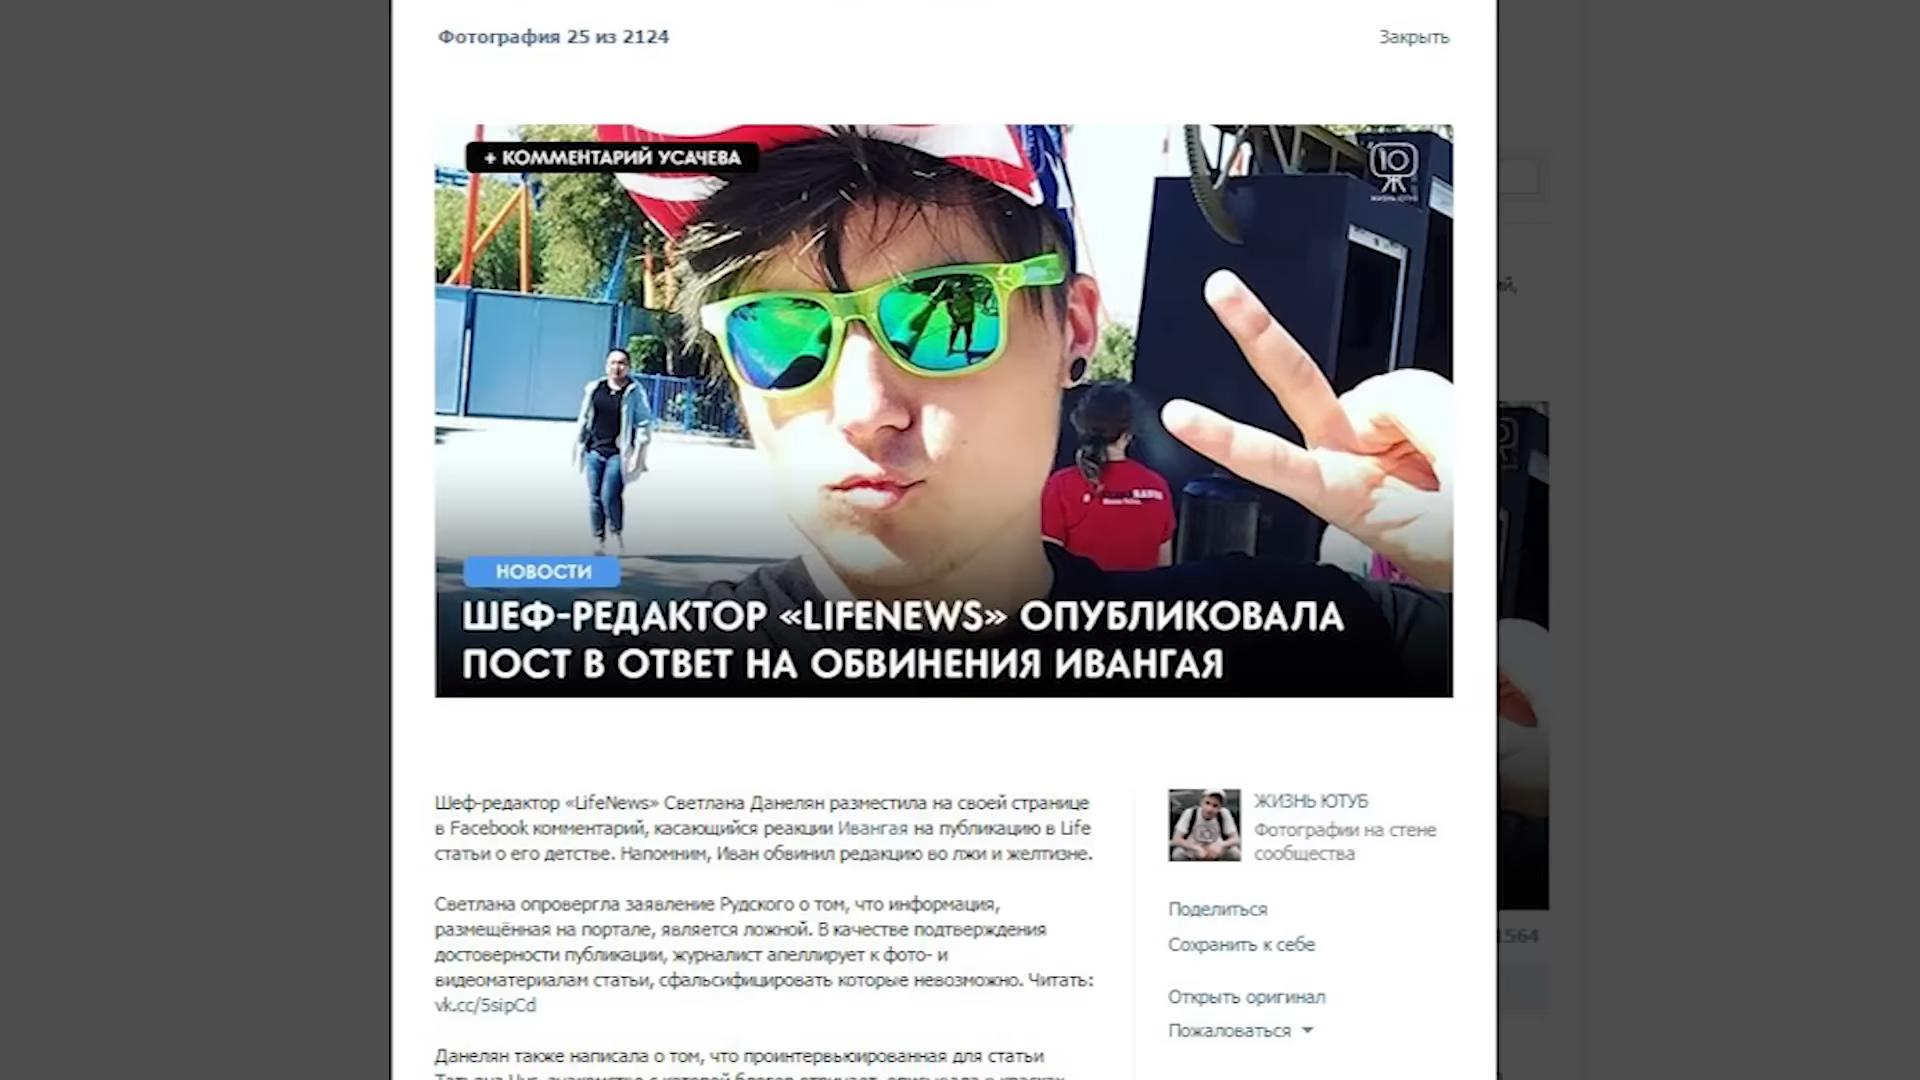 Фотография 25 из 2124
Закрыть
+ КОММЕНТАРИЙ УСАЧЕВА
Ю
Ж
ЖИЗНЬ ЮТУБ
НОВОСТИ
ШЕФ-РЕДАКТОР «LIFENEWS» ОПУБЛИКОВАЛА
ПОСТ В ОТВЕТ НА ОБВИНЕНИЯ ИВАНГАЯ
Шеф-редактор «LifeNews» Светлана Данелян разместила на своей странице
в Facebook комментарий, касающийся реакции Ивангая на публикацию в Life
статьи о его детстве. Напомним, Иван обвинил редакцию во лжи и желтизне.
Светлана опровергла заявление Рудского о том, что информация,
размещённая на портале, является ложной. В качестве подтверждения
достоверности публикации, журналист апеллирует к фото- и
видеоматериалам статьи, сфальсифицировать которые невозможно. Читать:
vk.cc/5sipCd
Данелян также написала о том, что проинтервьюированная для статьи
ЖИЗНЬ ЮТУБ
Фотографии на стене
сообщества
Поделиться
Сохранить к себе
Открыть оригинал
Пожаловаться
1564